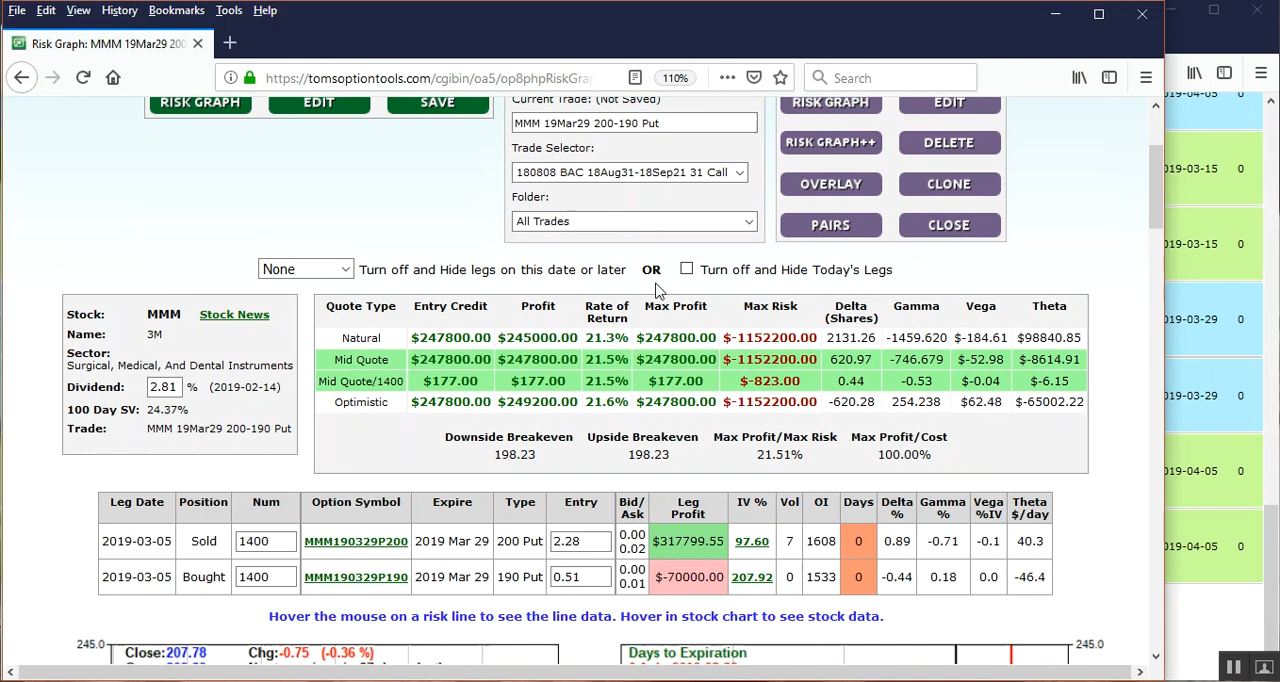 File Edit View History Bookmarks Tools Help
Risk Graph: MMM 19Mar29 200
https://tomsoptiontools.com/cgibin/oa5/op8phpRiskGra 110% Search
RISK GRAPH EDIT SAVE
Current Trade: (Not Saved)
MMM 19Mar29 200-190 Put
Trade Selector:
180808 BAC 18Aug31-18Sep21 31 Call
Folder:
All Trades
RISK GRAPH EDIT
RISK GRAPH++ DELETE
OVERLAY CLONE
PAIRS CLOSE
None Turn off and Hide legs on this date or later OR Turn off and Hide Today's Legs
Stock: MMM Stock News
Name: 3M
Sector:
Surgical, Medical, And Dental Instruments
Dividend: 2.81 % (2019-02-14)
100 Day SV: 24.37%
Trade: MMM 19Mar29 200-190 Put
Quote Type Entry Credit Profit Rate of Return Max Profit Max Risk Delta (Shares) Gamma Vega Theta
Natural $247800.00 $245000.00 21.3% $247800.00 $-1152200.00 2131.26 -1459.620 $-184.61 $98840.85
Mid Quote $247800.00 $247800.00 21.5% $247800.00 $-1152200.00 620.97 -746.679 $-52.98 $-8614.91
Mid Quote/1400 $177.00 $177.00 21.5% $177.00 $-823.00 0.44 -0.53 $-0.04 $-6.15
Optimistic $247800.00 $249200.00 21.6% $247800.00 $-1152200.00 -620.28 254.238 $62.48 $-65002.22
Downside Breakeven Upside Breakeven Max Profit/Max Risk Max Profit/Cost
198.23 198.23 21.51% 100.00%
Leg Date Position Num Option Symbol Expire Type Entry Bid/ Ask Leg Profit IV % Vol OI Days Delta % Gamma % Vega %IV Theta $/day
2019-03-05 Sold 1400 MMM190329P200 2019 Mar 29 200 Put 2.28 0.00 0.02 $317799.55 97.60 7 1608 0 0.89 -0.71 -0.1 40.3
2019-03-05 Bought 1400 MMM190329P190 2019 Mar 29 190 Put 0.51 0.00 0.01 $-70000.00 207.92 0 1533 0 -0.44 0.18 0.0 -46.4
Hover the mouse on a risk line to see the line data. Hover in stock chart to see stock data.
245.0 Close:207.78 Chg:-0.75 (-0.36 %)
Days to Expiration 245.0
019-04-05 0
019-03-15 0
019-03-15 0
019-03-29 0
019-03-29 0
019-04-05 0
019-04-05 0